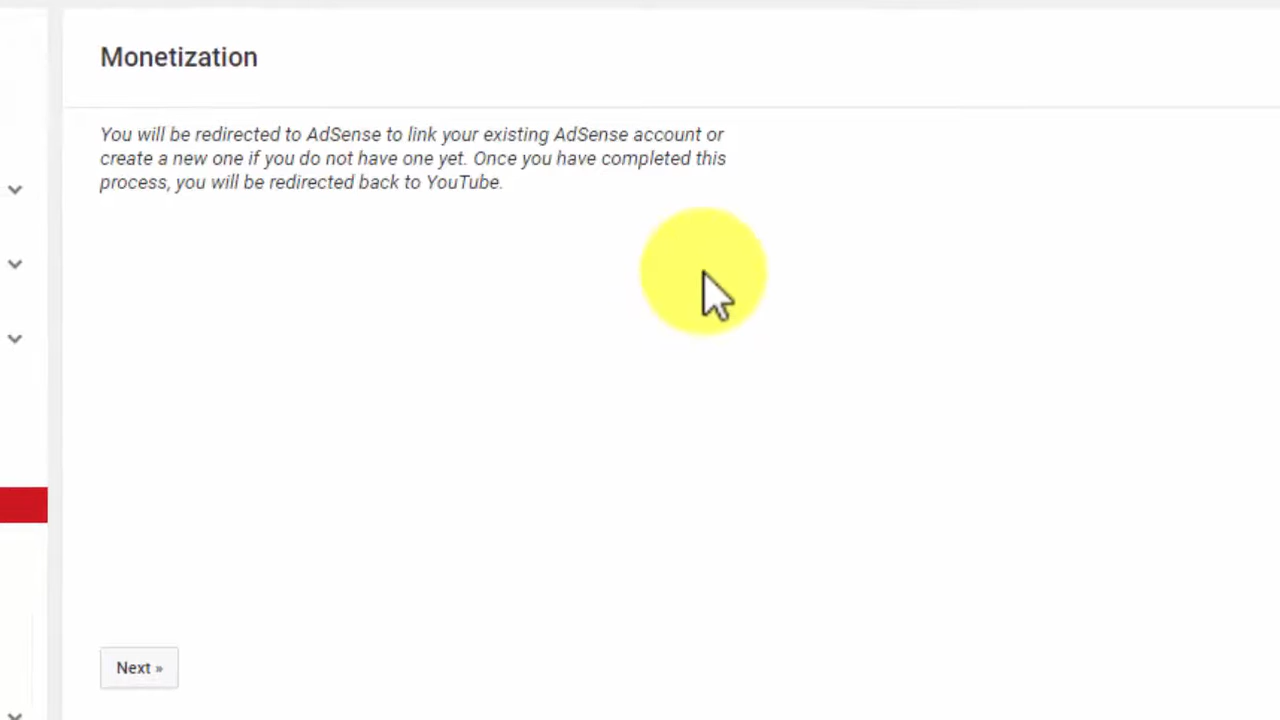 Monetization
You will be redirected to AdSense to link your existing AdSense account or
create a new one if you do not have one yet. Once you have completed this
process, you will be redirected back to YouTube.
Next »